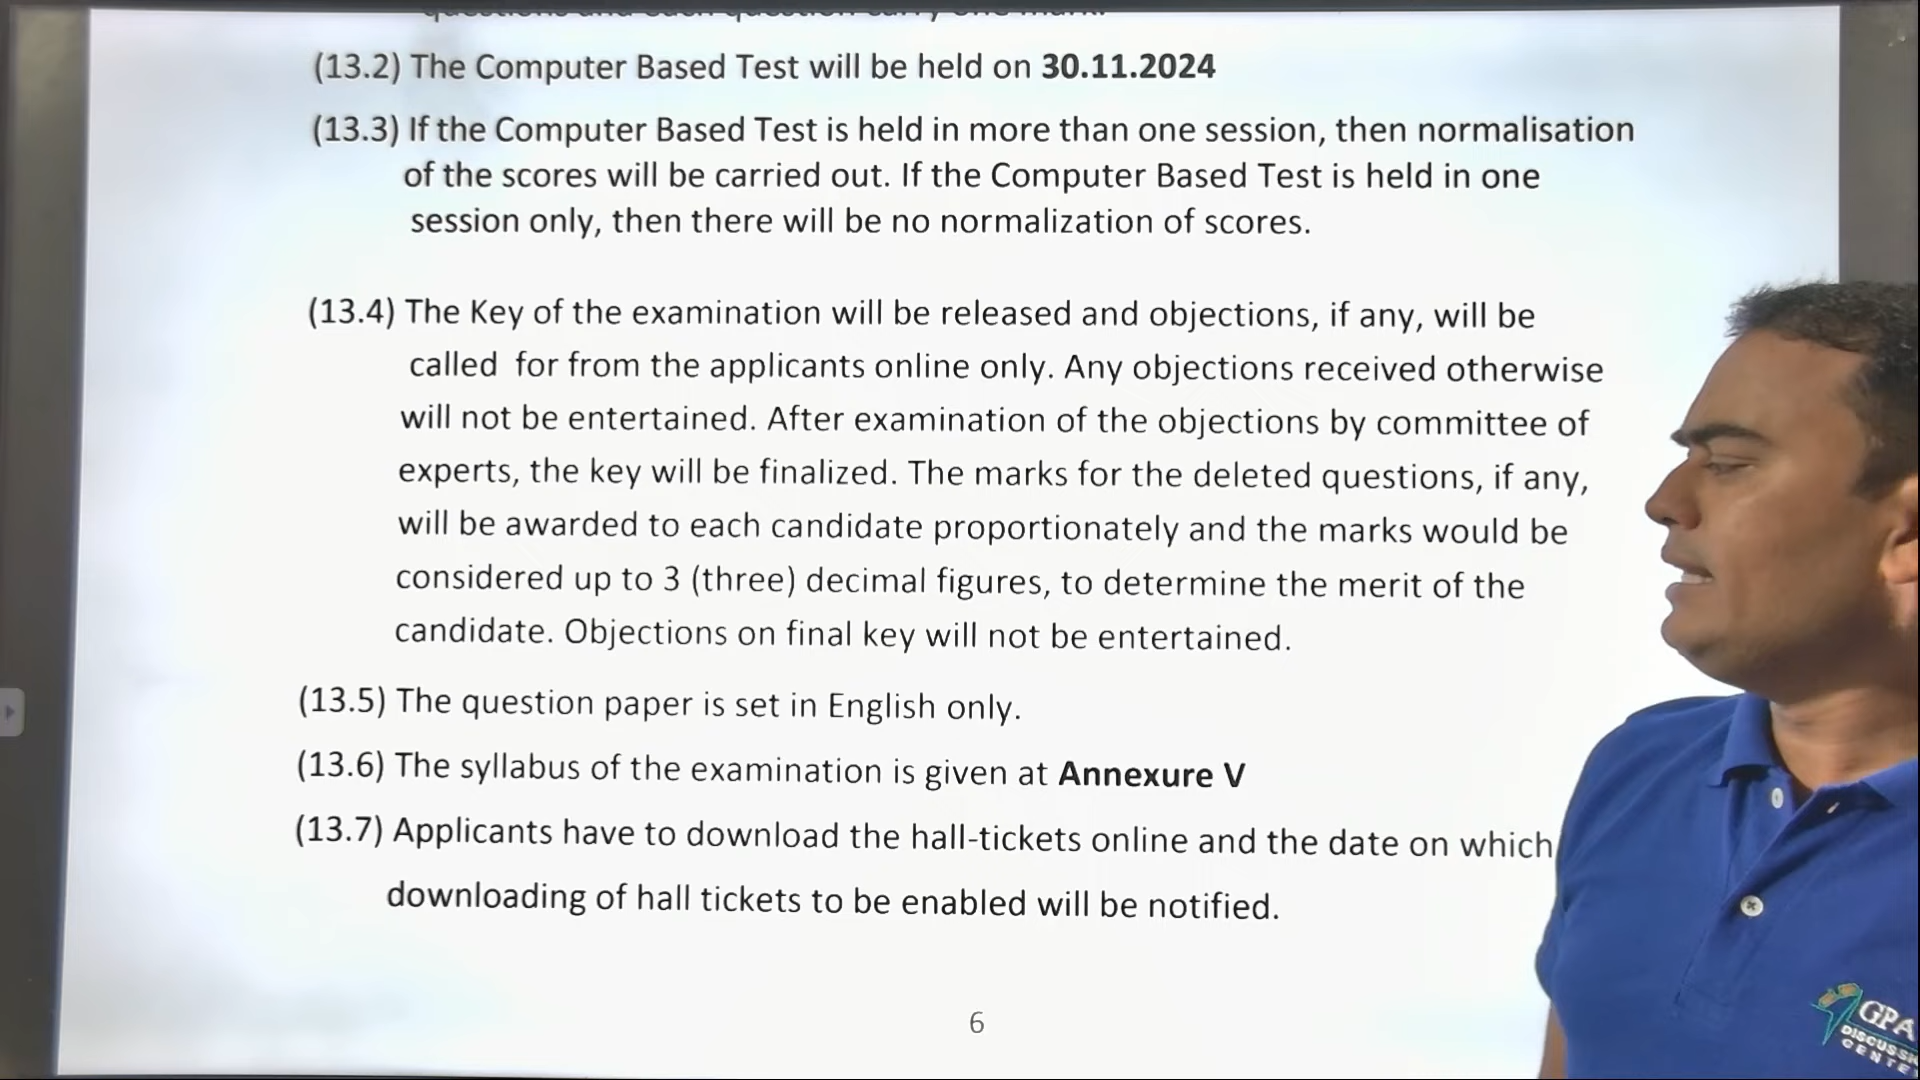 questions and each question carry one mark.
(13.2) The Computer Based Test will be held on 30.11.2024
(13.3) If the Computer Based Test is held in more than one session, then normalisation
of the scores will be carried out. If the Computer Based Test is held in one
session only, then there will be no normalization of scores.
(13.4) The Key of the examination will be released and objections, if any, will be
called for from the applicants online only. Any objections received otherwise
will not be entertained. After examination of the objections by committee of
experts, the key will be finalized. The marks for the deleted questions, if any,
will be awarded to each candidate proportionately and the marks would be
considered up to 3 (three) decimal figures, to determine the merit of the
candidate. Objections on final key will not be entertained.
(13.5) The question paper is set in English only.
(13.6) The syllabus of the examination is given at Annexure V
(13.7) Applicants have to download the hall-tickets online and the date on which
downloading of hall tickets to be enabled will be notified.
6
GPA